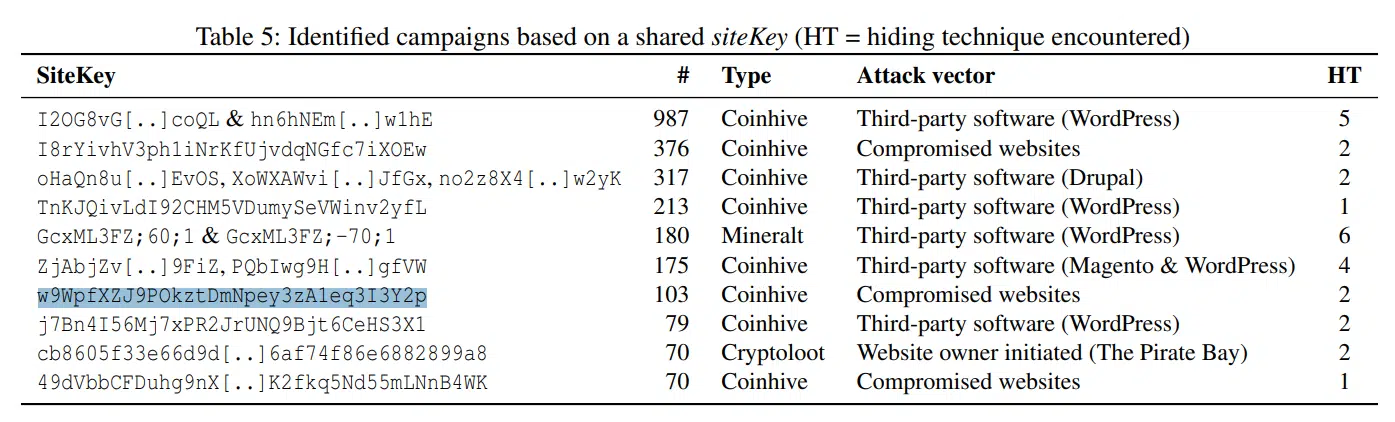 Table 5: Identified campaigns based on a shared siteKey (HT = hiding technique encountered)
SiteKey # Type Attack vector HT
I2OG8vG[..]coQL & hn6hNEm[..]w1hE 987 Coinhive Third-party software (WordPress) 5
I8rYivhV3ph1iNrKfUjvdqNGfc7iXOEw 376 Coinhive Compromised websites 2
oHaQn8u[..]EvOS, XoWXAWvi[..]JfGx, no2z8X4[..]w2yK 317 Coinhive Third-party software (Drupal) 2
TnKJQivLdI92CHM5VDumySeVWinv2yfL 213 Coinhive Third-party software (WordPress) 1
GcxML3FZ;60;1 & GcxML3FZ;-70;1 180 Mineralt Third-party software (WordPress) 6
ZjAbjZv[..]9FiZ, PQbIwg9H[..]gfVW 175 Coinhive Third-party software (Magento & WordPress) 4
w9WpfXZJ9POkztDmNpey3zA1eq3I3Y2p 103 Coinhive Compromised websites 2
j7Bn4I56Mj7xPR2JrUNQ9Bjt6CeHS3X1 79 Coinhive Third-party software (WordPress) 2
cb8605f33e66d9d[..]6af74f86e6882899a8 70 Cryptoloot Website owner initiated (The Pirate Bay) 2
49dVbbCFDuhg9nX[..]K2fkq5Nd55mLNnB4WK 70 Coinhive Compromised websites 1